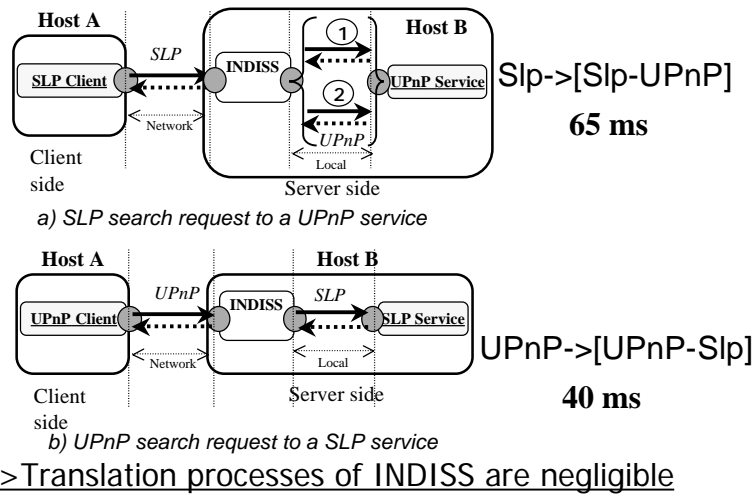 Host A
Host B
SLP
INDISS
1
SLP Client
UPnP Service
2
Network
UPnP
Local
Client
side
Server side
Slp->[Slp-UPnP]
65 ms
a) SLP search request to a UPnP service
Host A
Host B
UPnP
INDISS
SLP
UPnP Client
SLP Service
Network
Local
Client
side
Server side
UPnP->[UPnP-Slp]
40 ms
b) UPnP search request to a SLP service
>Translation processes of INDISS are negligible